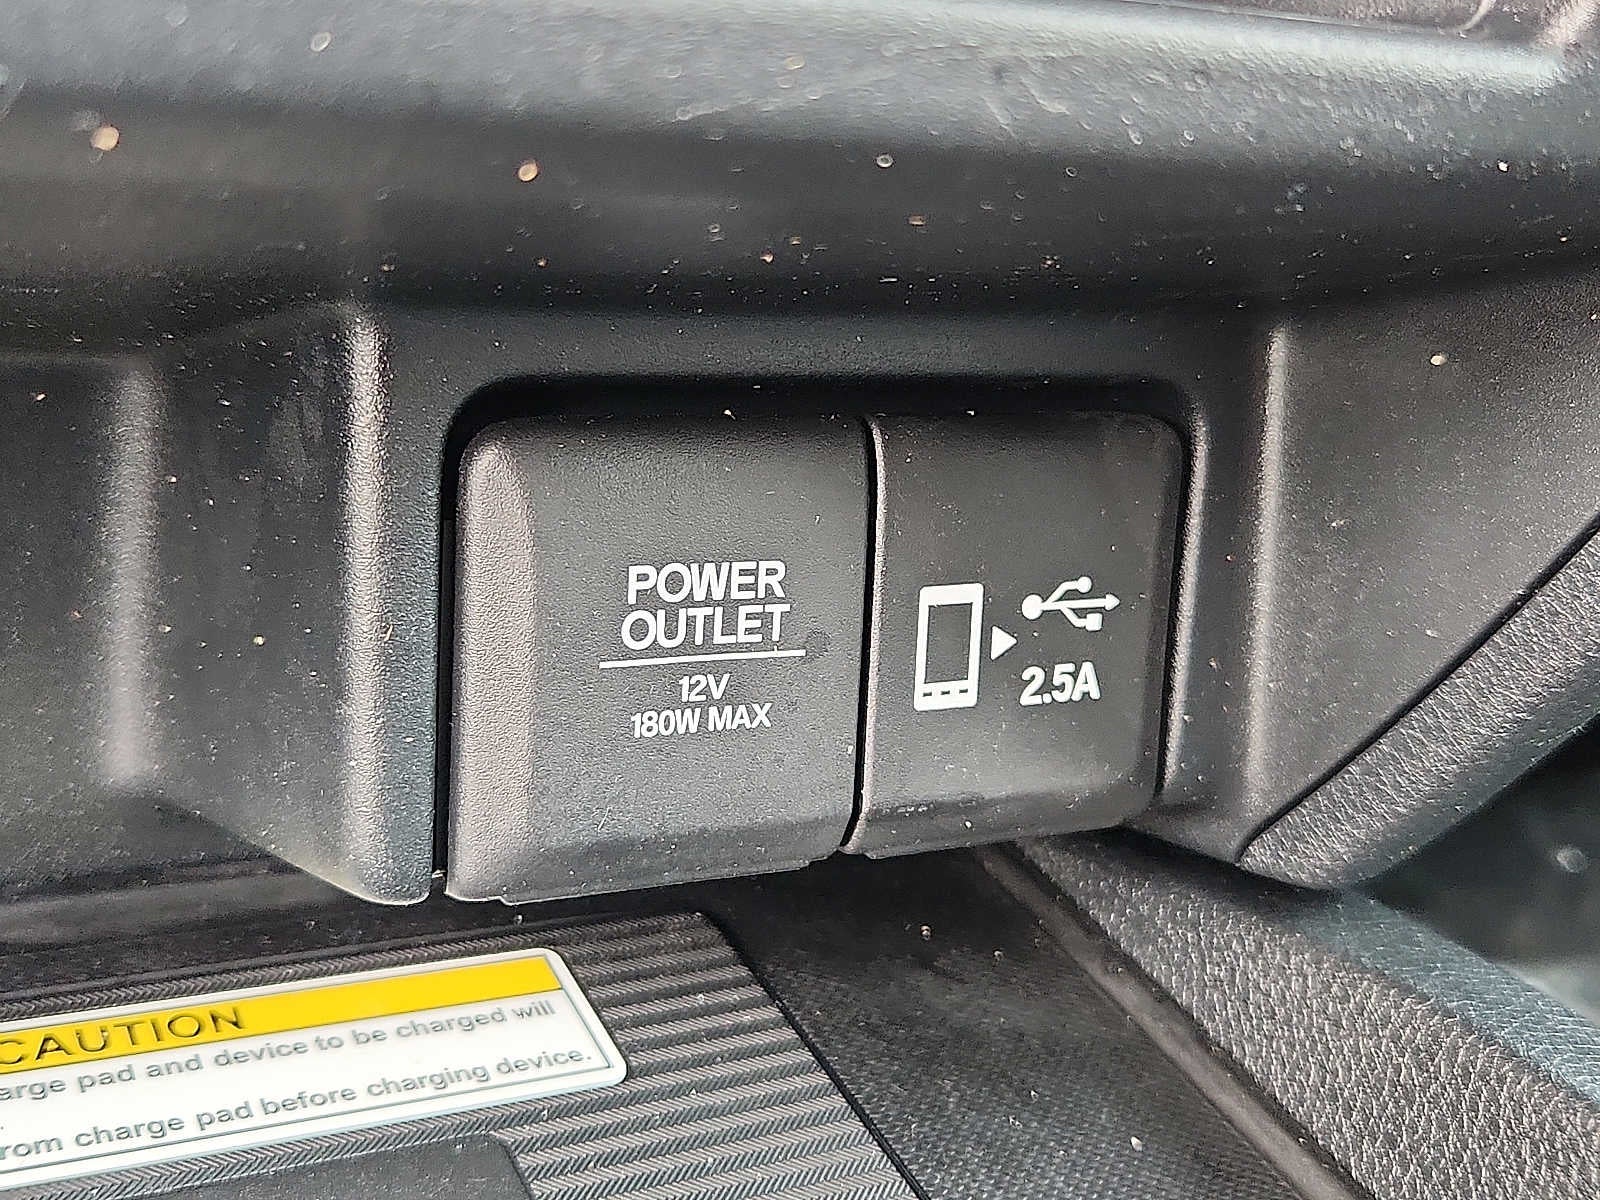 POWER
OUTLET
12V
180W MAX
2.5A
CAUTION
arge pad and device to be charged will
rom charge pad before charging device.